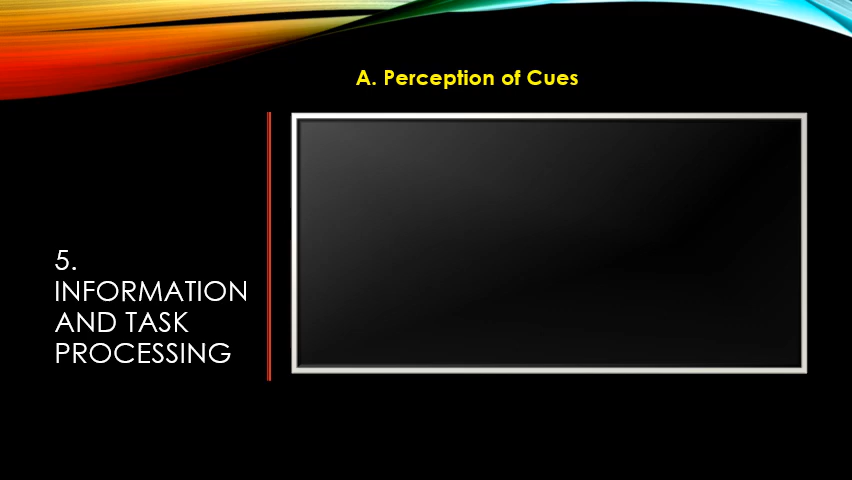 A. Perception of Cues
5.
INFORMATION
AND TASK
PROCESSING